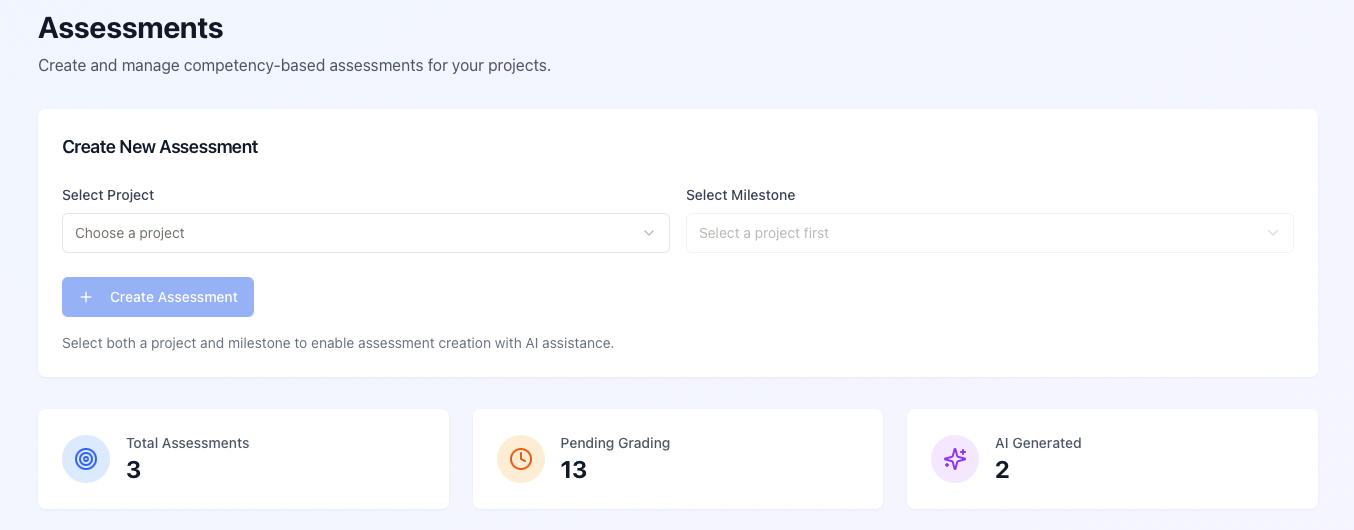 Assessments
Create and manage competency-based assessments for your projects.
Create New Assessment
Select Project
Select Milestone
Choose a project
Select a project first
Create Assessment
Select both a project and milestone to enable assessment creation with AI assistance.
Total Assessments
3
Pending Grading
13
AI Generated
2